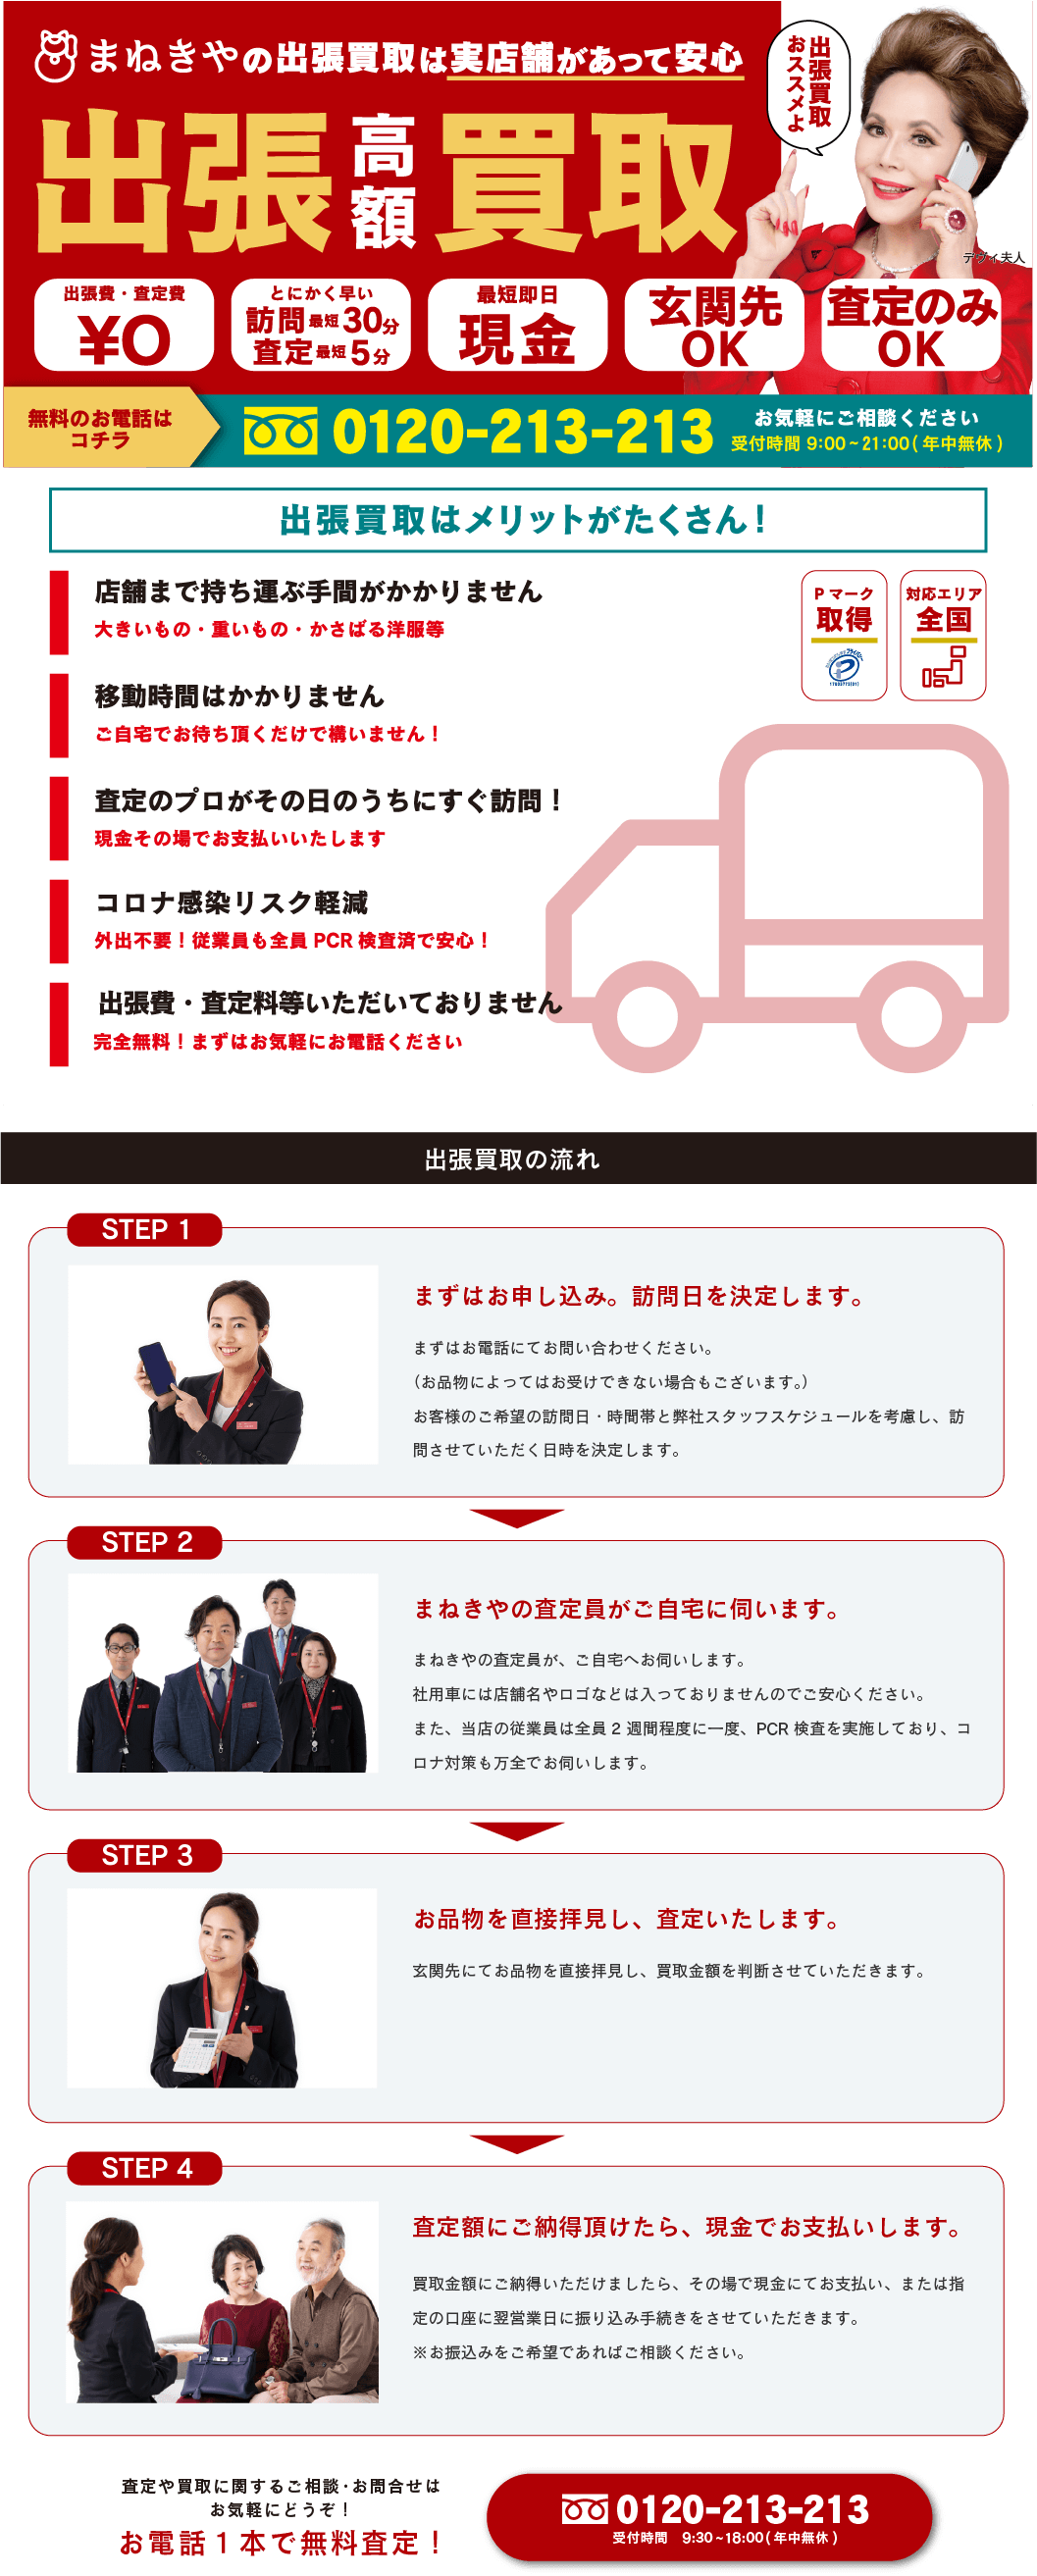 まねきやの出張買取は実店舗があって安心
出張高額買取
出張買取
おススメよ
デヴィ夫人
出張費・査定費
¥0
とにかく早い
訪問最短30分
査定最短5分
最短即日
現金
玄関先
OK
査定のみ
OK
無料のお電話は
コチラ
0120-213-213
お気軽にご相談ください
受付時間 9:00~21:00(年中無休)
出張買取はメリットがたくさん！
店舗まで持ち運ぶ手間がかかりません
大きいもの・重いもの・かさばる洋服等
Pマーク
取得
対応エリア
全国
移動時間はかかりません
ご自宅でお待ち頂くだけで構いません！
査定のプロがその日のうちにすぐ訪問！
現金その場でお支払いいたします
コロナ感染リスク軽減
外出不要！従業員も全員PCR検査済で安心！
出張費・査定料等いただいておりません
完全無料！まずはお気軽にお電話ください
出張買取の流れ
STEP 1
まずはお申し込み。訪問日を決定します。
まずはお電話にてお問い合わせください。
（お品物によってはお受けできない場合もございます。）
お客様のご希望の訪問日・時間帯と弊社スタッフスケジュールを考慮し、訪
問させていただく日時を決定します。
STEP 2
まねきやの査定員がご自宅に伺います。
まねきやの査定員が、ご自宅へお伺いします。
社用車には店舗名やロゴなどは入っておりませんのでご安心ください。
また、当店の従業員は全員2週間程度に一度、PCR検査を実施しており、コ
ロナ対策も万全でお伺いします。
STEP 3
お品物を直接拝見し、査定いたします。
玄関先にてお品物を直接拝見し、買取金額を判断させていただきます。
STEP 4
査定額にご納得頂けたら、現金でお支払いします。
買取金額にご納得いただけましたら、その場で現金にてお支払い、または指
定の口座に翌営業日に振り込み手続きをさせていただきます。
※お振込みをご希望であればご相談ください。
査定や買取に関するご相談・お問合せは
お気軽にどうぞ！
お電話1本で無料査定！
0120-213-213
受付時間 9:30~18:00(年中無休)